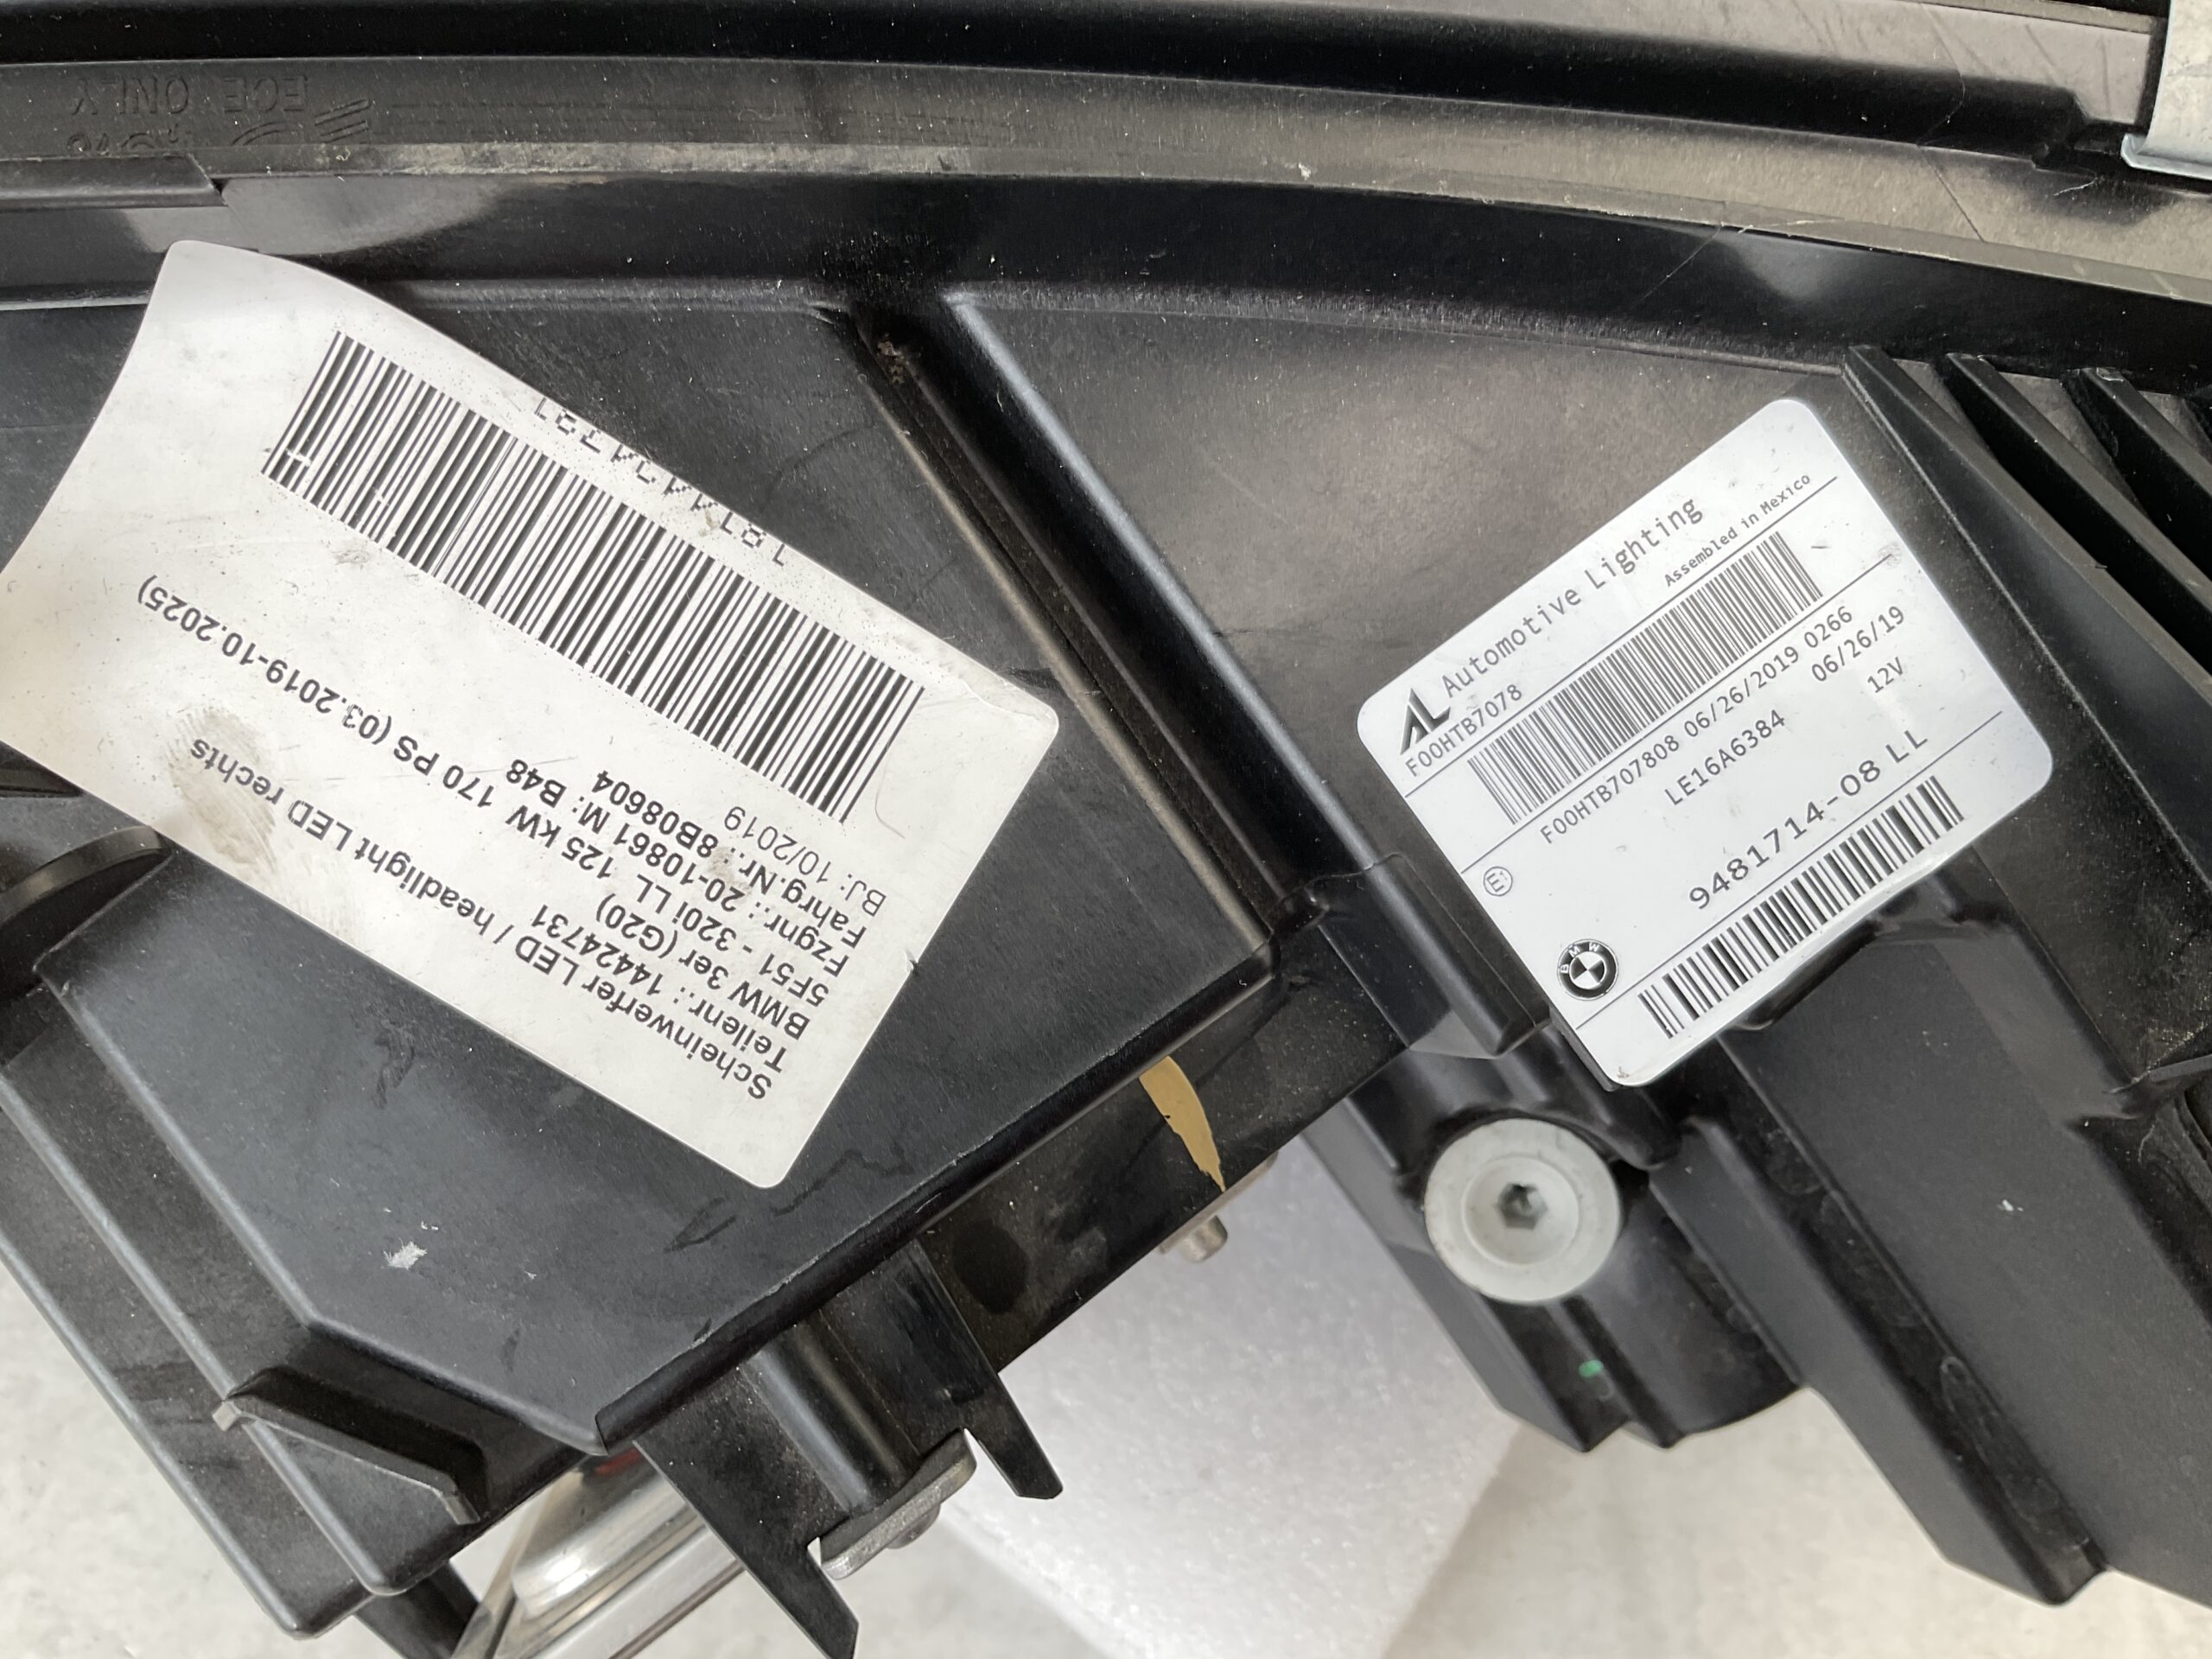 ECE ONLY
Scheinwerfer LED / headlight LED rechts
Teilenr.: 14424731
BMW 3er (G20)
5F51 - 320i LL 125 kW 170 PS (03.2019-10.2025)
Fzgnr.: 20-10861 M: B48
Fahrg.Nr.: 8B08604
BJ: 10/2019
AL Automotive Lighting
Assembled in Mexico
F00HTB7078
F00HTB707808 06/26/2019 0266
LE16A6384 06/26/19
12V
9481714-08 LL
BMW